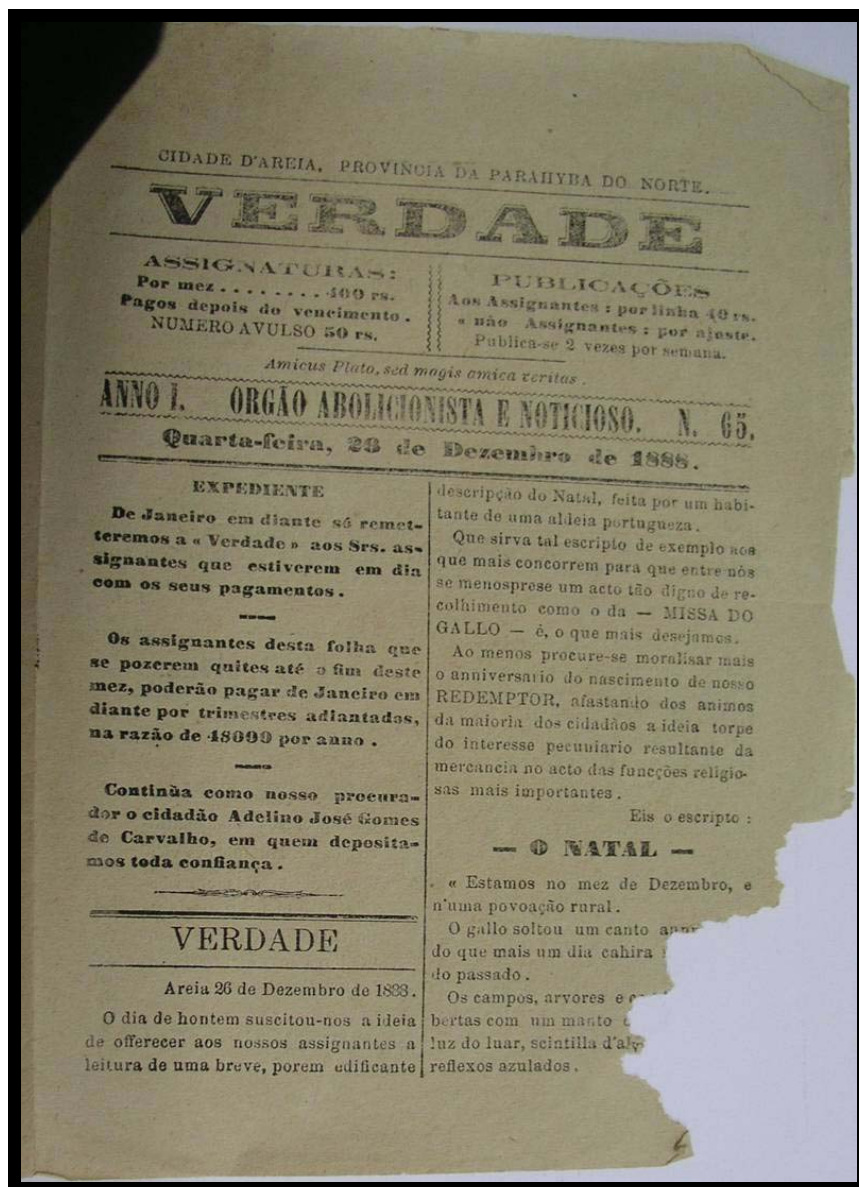 CIDADE D'AREIA, PROVINCIA DA PARAHYBA DO NORTE.
VERDADE
ASSIGNATURAS:
Por mez ........ 400 rs.
Pagos depois do vencimento.
NUMERO AVULSO 50 rs.
PUBLICAÇÕES
Aos Assignantes : por linha 40 rs.
« não Assignantes : por ajuste.
Publica-se 2 vezes por semana.
Amicus Plato, sed magis amica veritas.
ANNO I. ORGÃO ABOLICIONISTA E NOTICIOSO. N. 65.
Quarta-feira, de Dezembro de 1888.
EXPEDIENTE
De Janeiro em diante só remet-
teremos a « Verdade » aos Srs. as-
signantes que estiverem em dia
com os seus pagamentos.
Os assignantes desta folha que
se pozerem quites até o fim deste
mez, poderão pagar de Janeiro em
diante por trimestres adiantados,
na razão de por anno.
Continùa como nosso procura-
dor o cidadão Adelino José Gomes
de Carvalho, em quem deposita-
mos toda confiança.
VERDADE
Areia 26 de Dezembro de 1888.
O dia de hontem suscitou-nos a ideia
de offerecer aos nossos assignantes a
leitura de uma breve, porem edificante
descripção do Natal, feita por um habi-
tante de uma aldeia portugueza.
Que sirva tal escripto de exemplo aos
que mais concorrem para que entre nós
se menosprese um acto tão digno de re-
colhimento como o da — MISSA DO
GALLO — é, o que mais desejamos.
Ao menos procure-se moralisar mais
o anniversario do nascimento de nosso
REDEMPTOR, afastando dos animos
da maioria dos cidadãos a ideia torpe
do interesse pecuniario resultante da
mercancia no acto das funcções religio-
sas mais importantes.
Eis o escripto :
— O NATAL —
« Estamos no mez de Dezembro, e
n'uma povoação rural.
O gallo soltou um canto
do que mais um dia cahira
do passado.
Os campos, arvores e
bertas com um manto
luz do luar, scintilla
reflexos azulados.